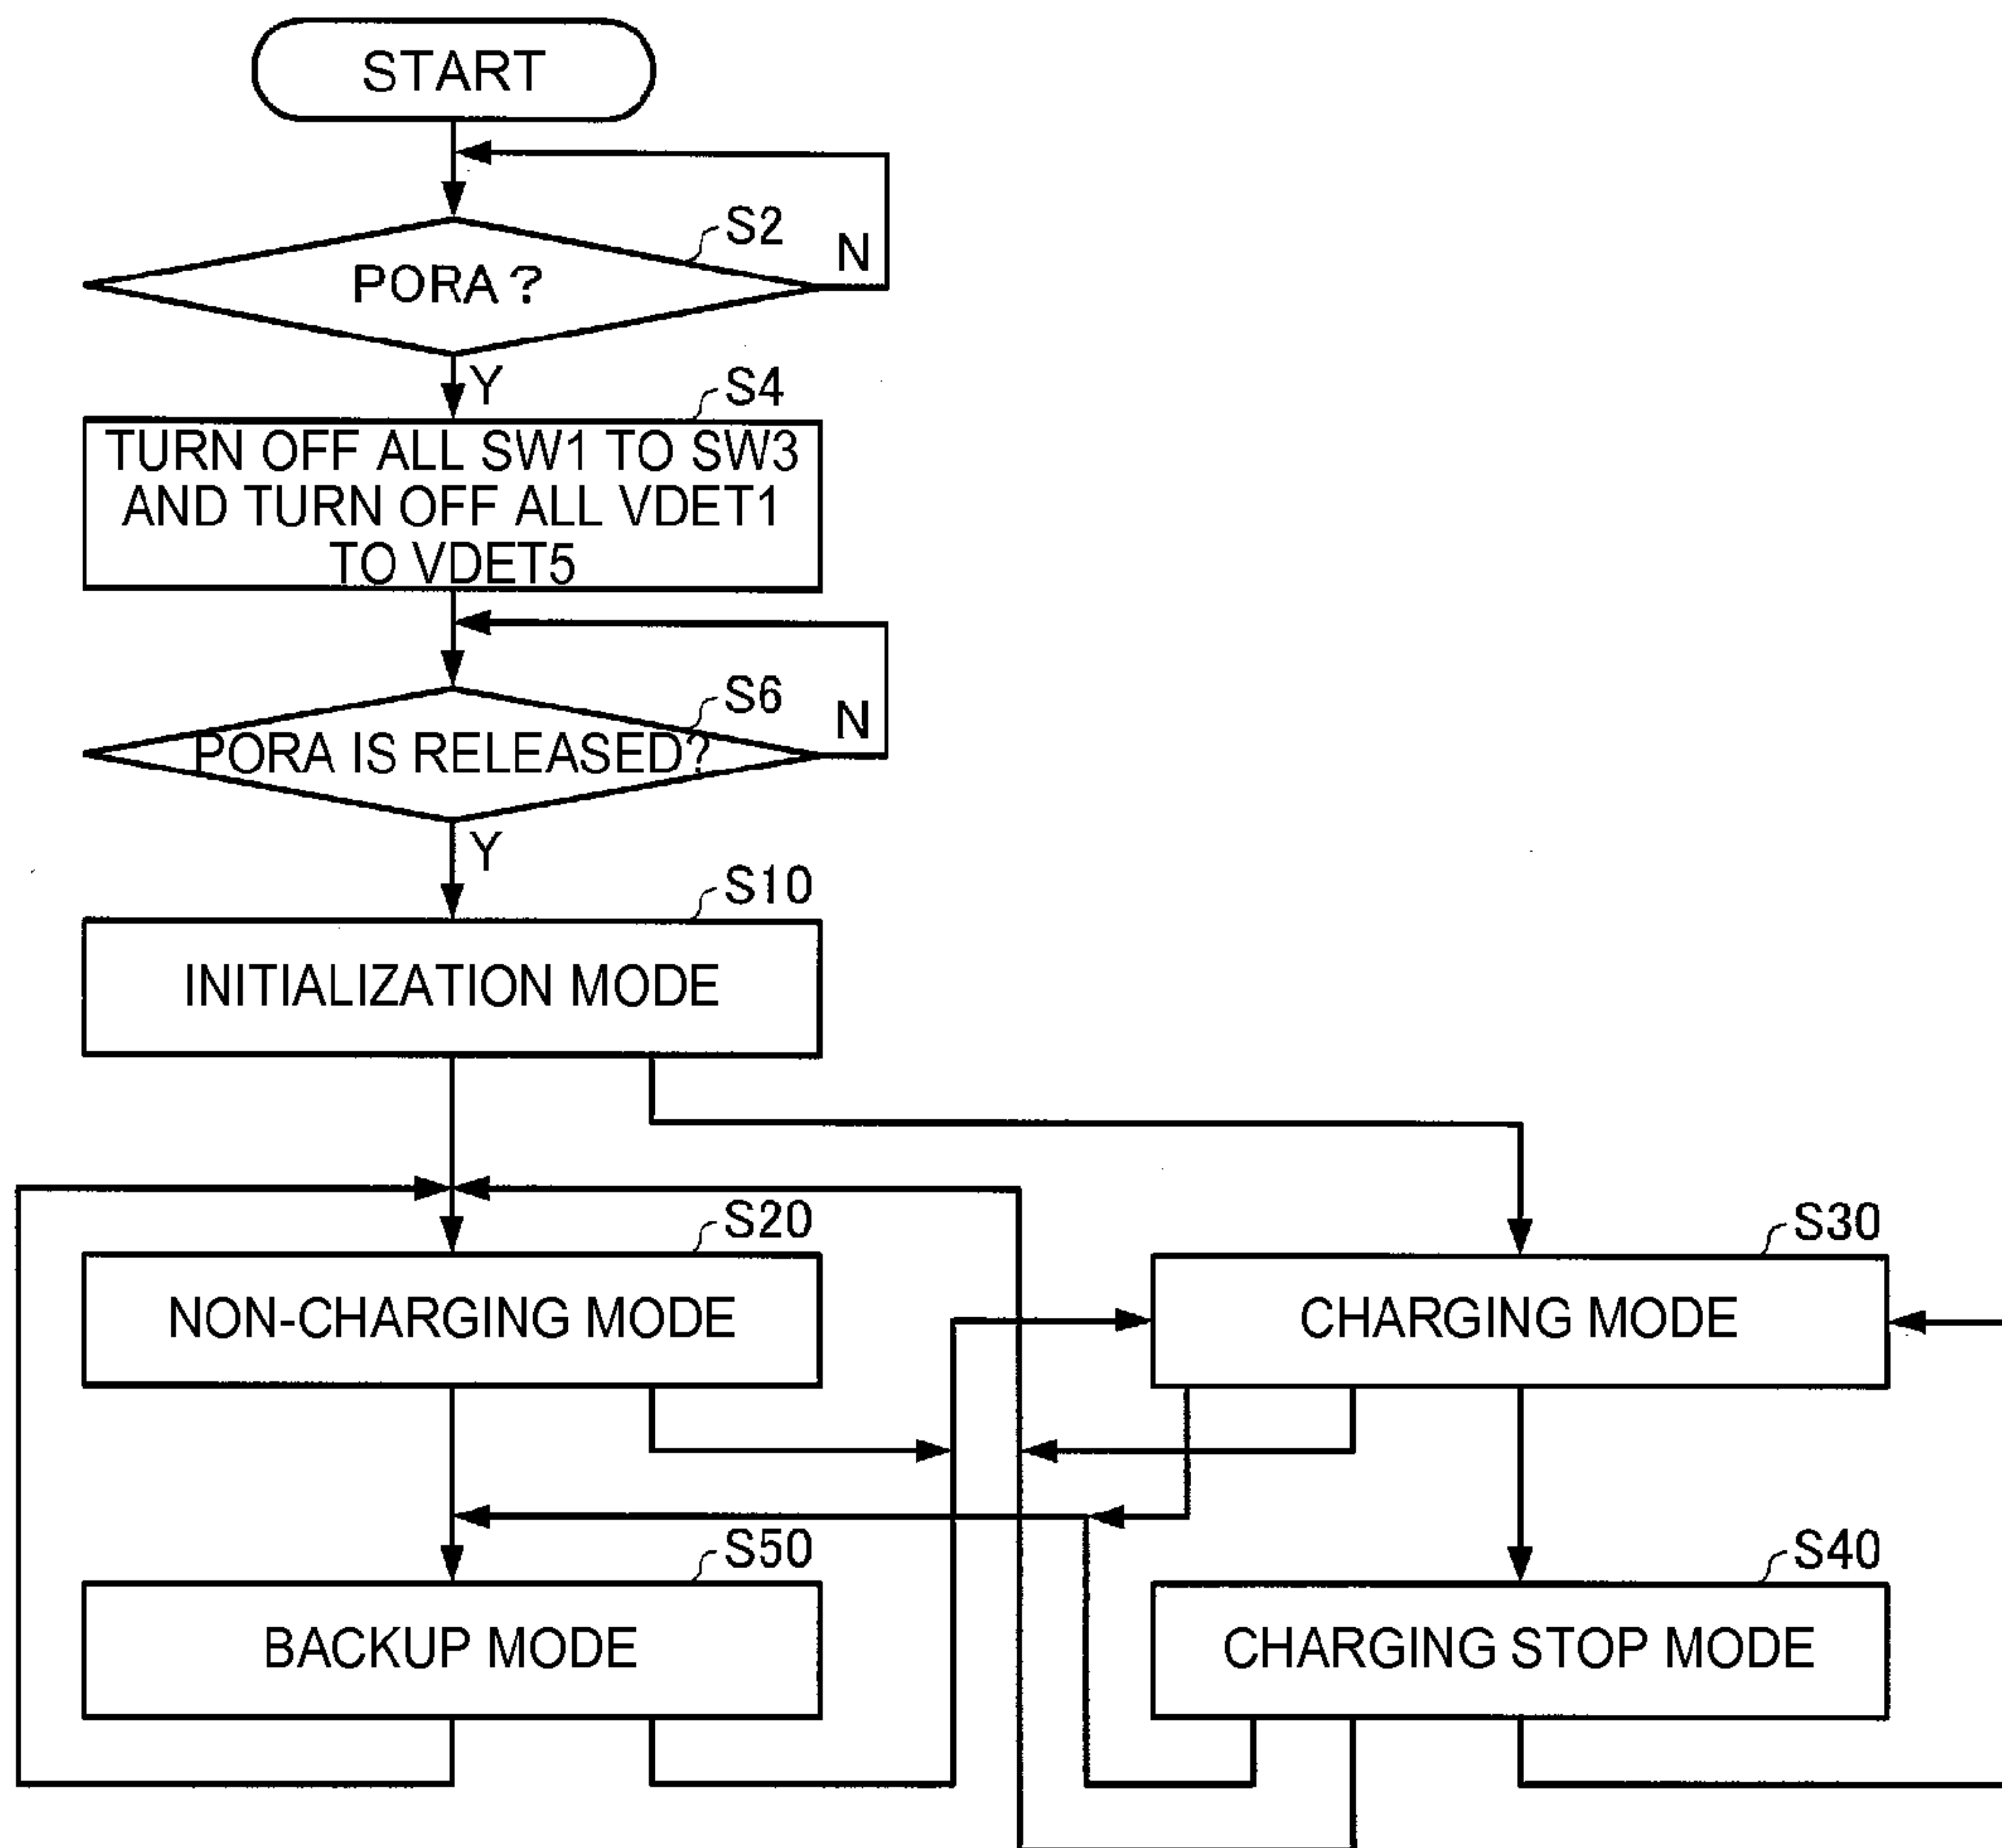 START
S2
PORA ?
N
Y
S4
TURN OFF ALL SW1 TO SW3
AND TURN OFF ALL VDET1
TO VDET5
S6
PORA IS RELEASED?
N
Y
S10
INITIALIZATION MODE
S20
NON-CHARGING MODE
S30
CHARGING MODE
S50
BACKUP MODE
S40
CHARGING STOP MODE